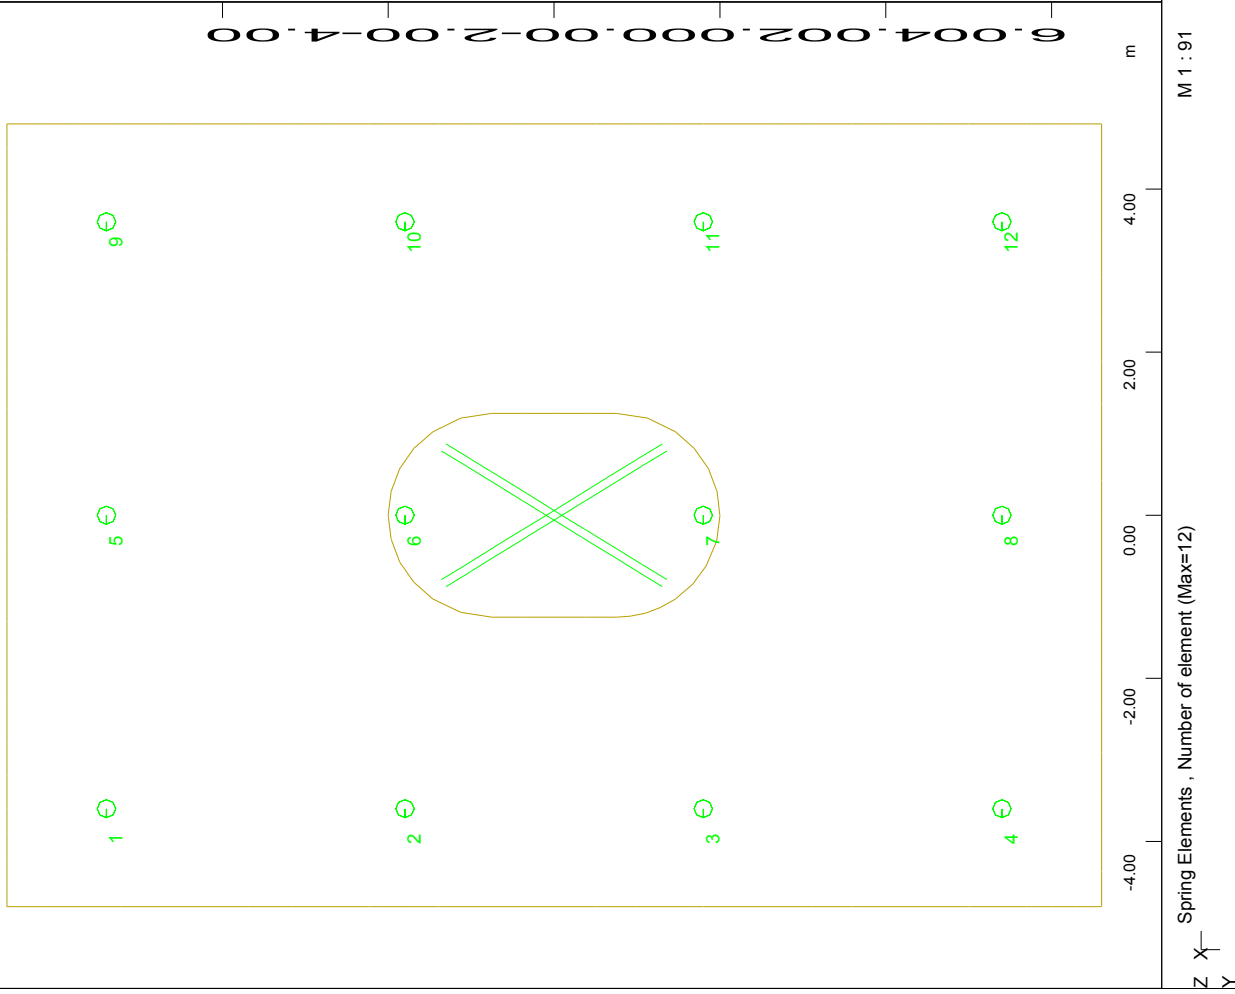 1 5 9
2 6 10
3 7 11
4 8 12
-4.00 -2.00 0.00 2.00 4.00 m
6.00 4.00 2.00 0.00 -2.00 -4.00
Z
X Spring Elements , Number of element (Max=12) M 1 : 91
Y